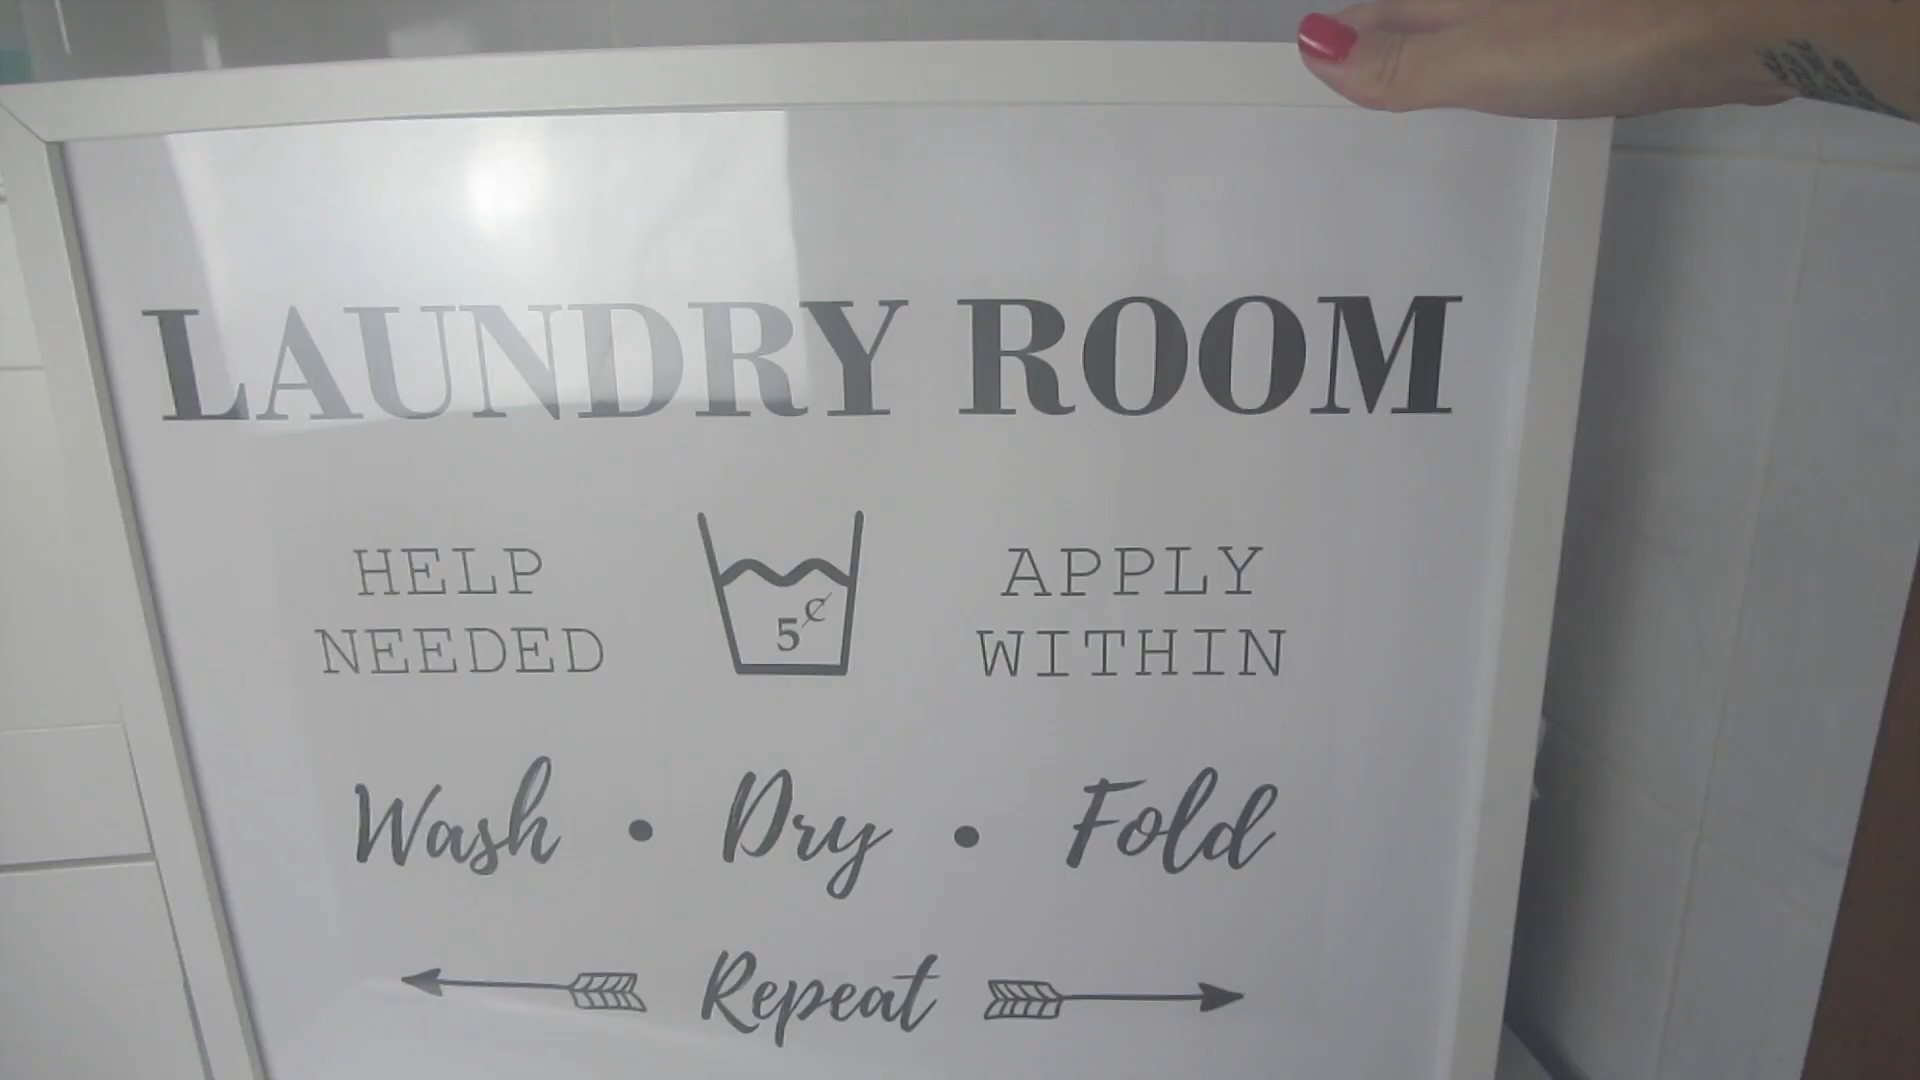 LAUNDRY ROOM
HELP
NEEDED
5¢
APPLY
WITHIN
Wash • Dry • Fold
Repeat